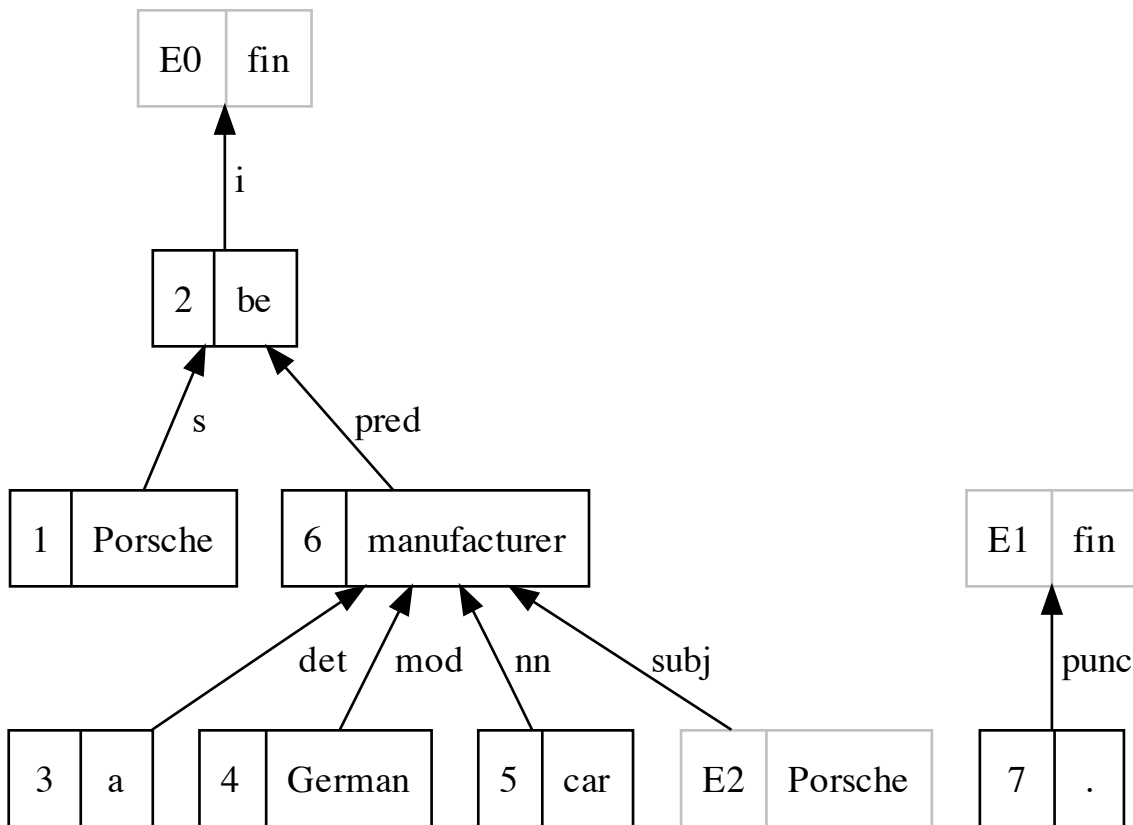 E0 fin
i
2 be
s pred
1 Porsche 6 manufacturer E1 fin
det mod nn subj punc
3 a 4 German 5 car E2 Porsche 7 .